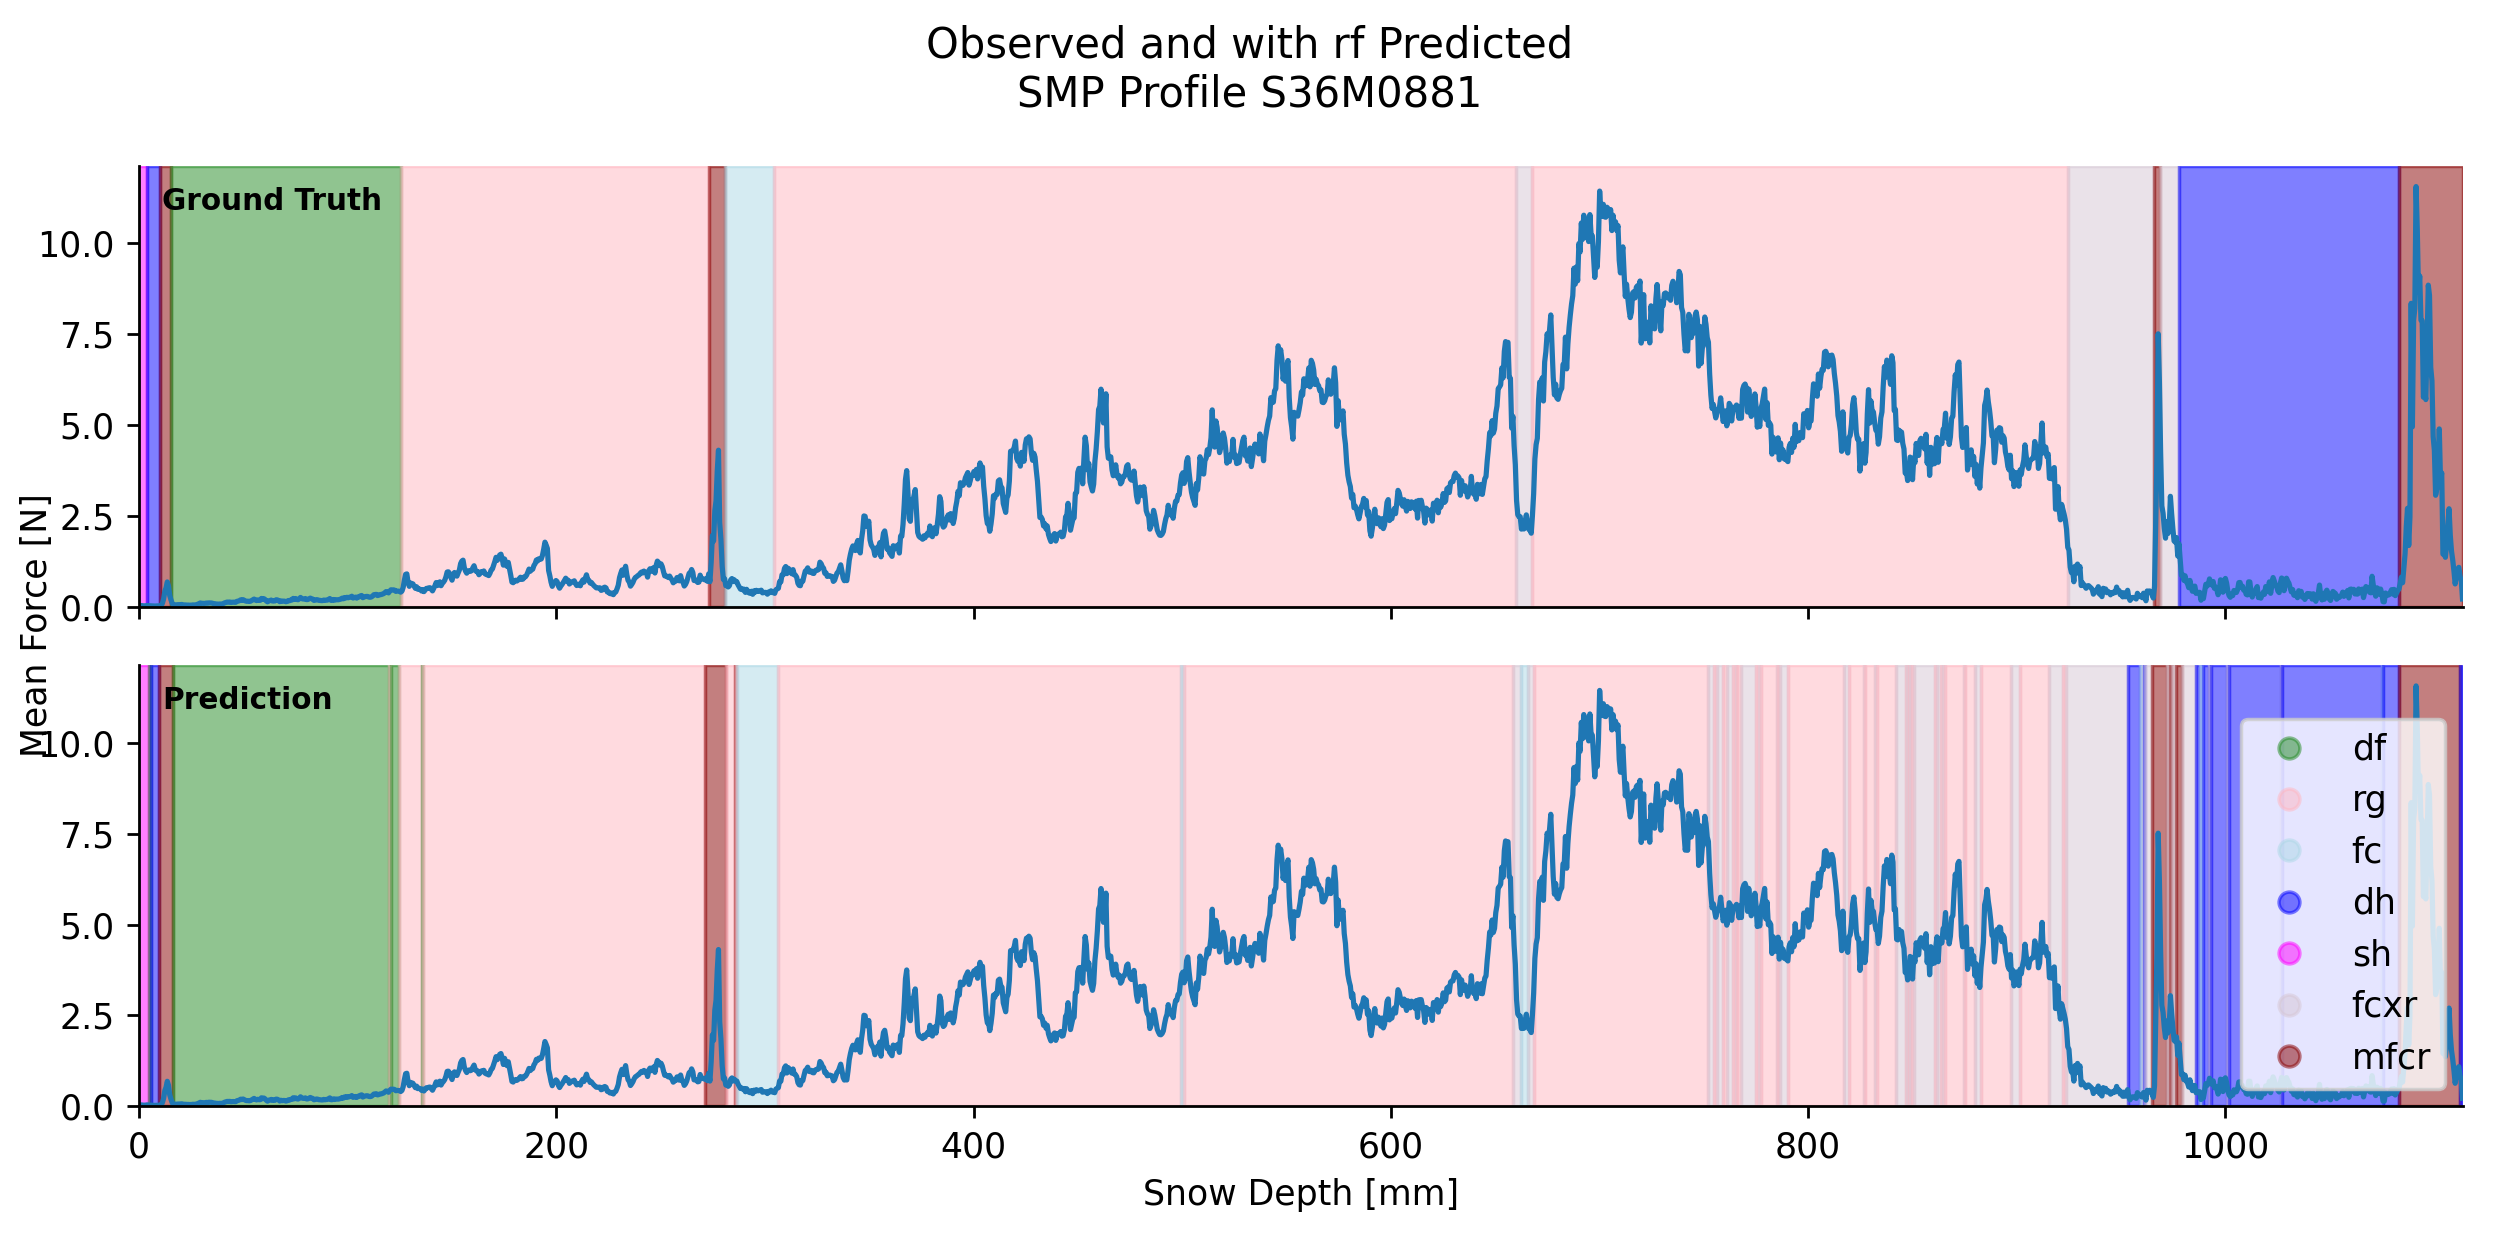 Observed and with rf Predicted
SMP Profile S36M0881
Ground Truth
10.0
7.5
5.0
2.5
0.0
Mean Force [N]
Prediction
10.0
7.5
5.0
2.5
0.0
df
rg
fc
dh
sh
fcxr
mfcr
0 200 400 600 800 1000
Snow Depth [mm]